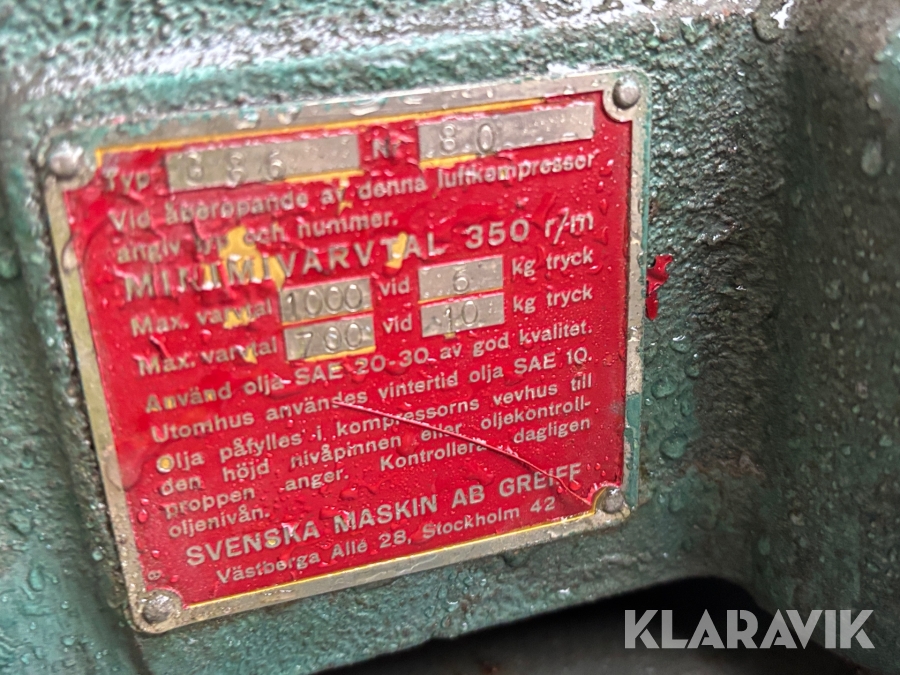 Typ. 836 Nr 80
Vid åberopande av denna luftkompressor
angiv typ och nummer.
MINIMIVARVTAL 350 r/m
Max. varvtal 1000 vid 6 kg tryck
Max. varvtal 780 vid 10 kg tryck
Använd olja SAE 20-30 av god kvalitet.
Utomhus användes vintertid olja SAE 10.
Olja påfylles i kompressorns vevhus till
den höjd nivåpinnen eller oljekontroll-
proppen anger. Kontrollera dagligen
oljenivån.
SVENSKA MASKIN AB GREIFF
Västberga Allé 28, Stockholm 42
8
KLARAVIK